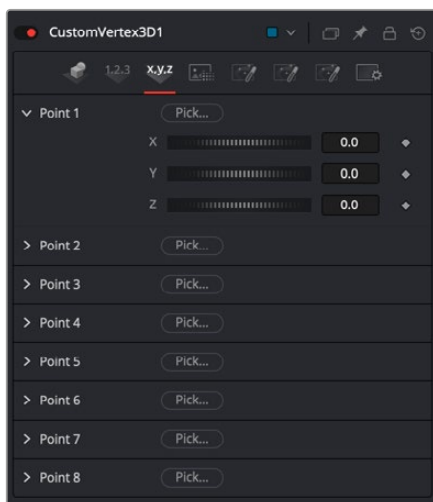 CustomVertex3D1
1,2,3 x,y,z
Point 1 Pick...
X 0.0
Y 0.0
Z 0.0
Point 2 Pick...
Point 3 Pick...
Point 4 Pick...
Point 5 Pick...
Point 6 Pick...
Point 7 Pick...
Point 8 Pick...